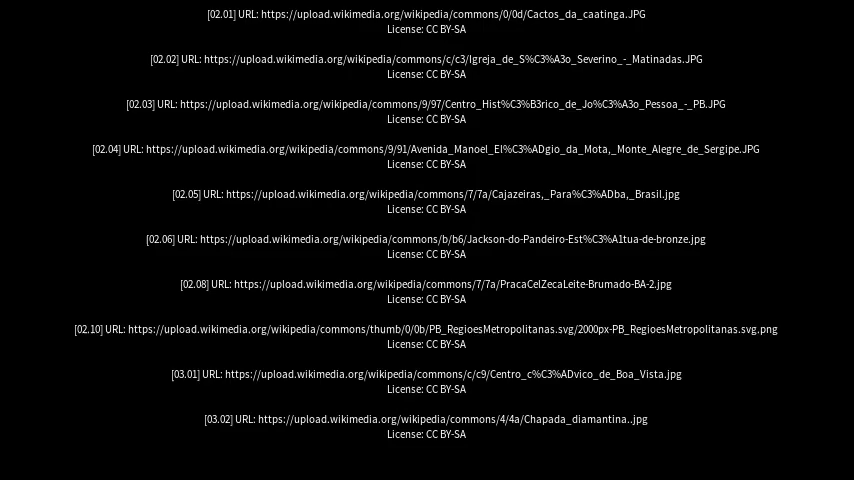 [02.01] URL: https://upload.wikimedia.org/wikipedia/commons/0/0d/Cactos_da_caatinga.JPG
License: CC BY-SA
[02.02] URL: https://upload.wikimedia.org/wikipedia/commons/c/c3/Igreja_de_S%C3%A3o_Severino_-_Matinadas.JPG
License: CC BY-SA
[02.03] URL: https://upload.wikimedia.org/wikipedia/commons/9/97/Centro_Hist%C3%B3rico_de_Jo%C3%A3o_Pessoa_-_PB.JPG
License: CC BY-SA
[02.04] URL: https://upload.wikimedia.org/wikipedia/commons/9/91/Avenida_Manoel_El%C3%ADgio_da_Mota,_Monte_Alegre_de_Sergipe.JPG
License: CC BY-SA
[02.05] URL: https://upload.wikimedia.org/wikipedia/commons/7/7a/Cajazeiras,_Para%C3%ADba,_Brasil.jpg
License: CC BY-SA
[02.06] URL: https://upload.wikimedia.org/wikipedia/commons/b/b6/Jackson-do-Pandeiro-Est%C3%A1tua-de-bronze.jpg
License: CC BY-SA
[02.08] URL: https://upload.wikimedia.org/wikipedia/commons/7/7a/PracaCelZecaLeite-Brumado-BA-2.jpg
License: CC BY-SA
[02.10] URL: https://upload.wikimedia.org/wikipedia/commons/thumb/0/0b/PB_RegioesMetropolitanas.svg/2000px-PB_RegioesMetropolitanas.svg.png
License: CC BY-SA
[03.01] URL: https://upload.wikimedia.org/wikipedia/commons/c/c9/Centro_c%C3%ADvico_de_Boa_Vista.jpg
License: CC BY-SA
[03.02] URL: https://upload.wikimedia.org/wikipedia/commons/4/4a/Chapada_diamantina..jpg
License: CC BY-SA